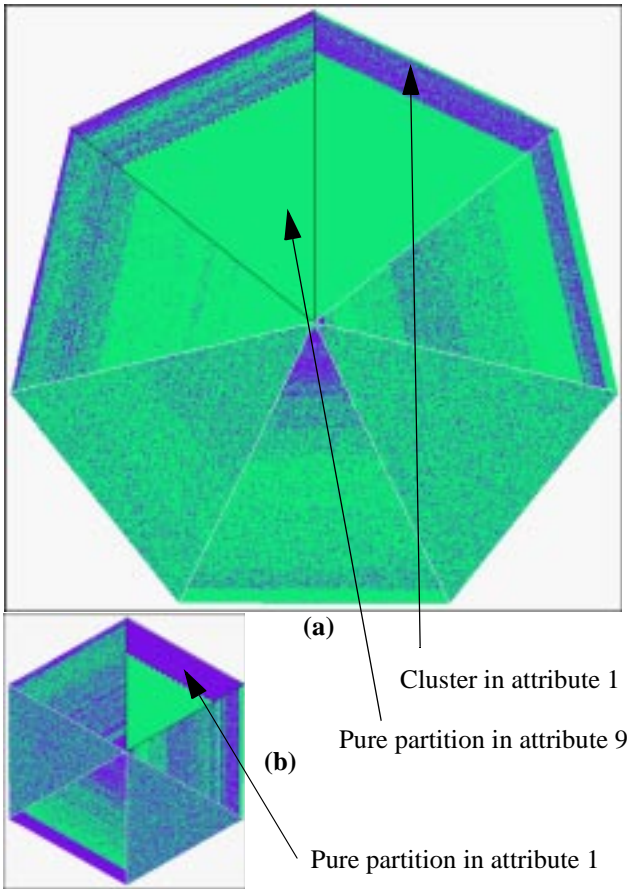 (a)
Cluster in attribute 1
Pure partition in attribute 9
(b)
Pure partition in attribute 1